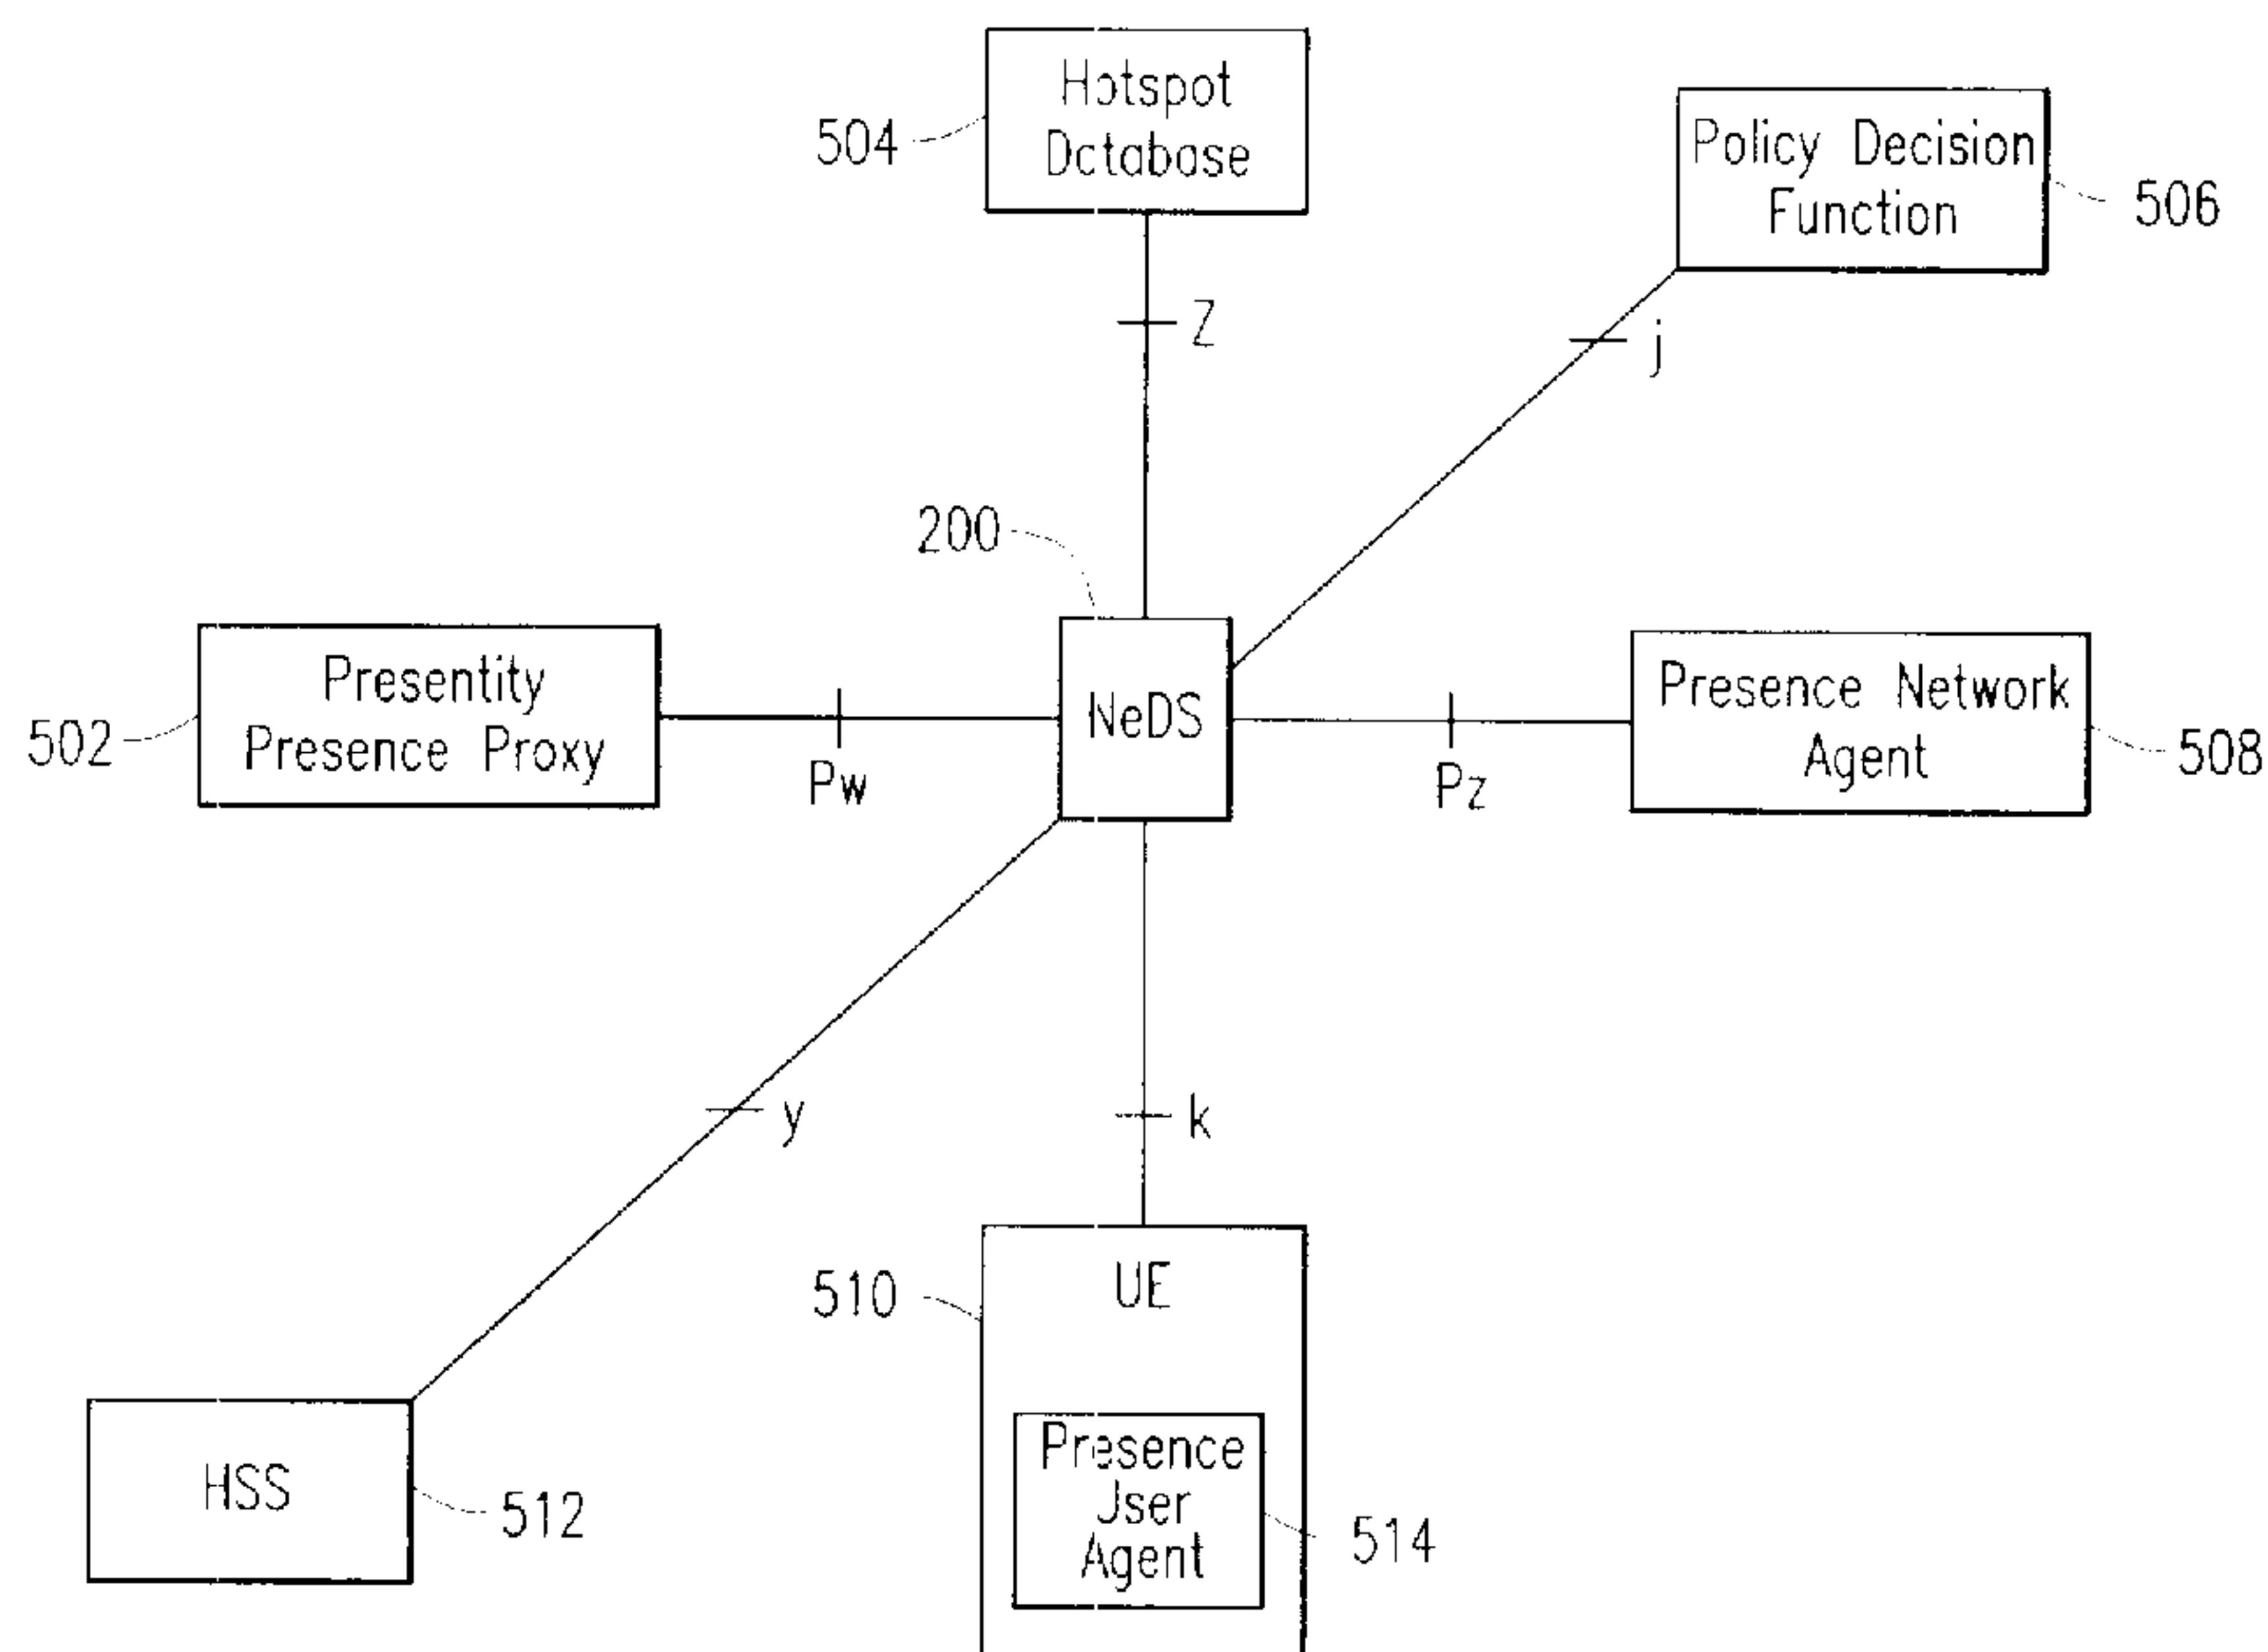 Hotspot
Database
504
Policy Decision
Function
506
Z
j
200
Presentity
Presence Proxy
502
NeDS
Presence Network
Agent
508
Pw
Pz
y
k
UE
510
HSS
512
Presence
User
Agent
514